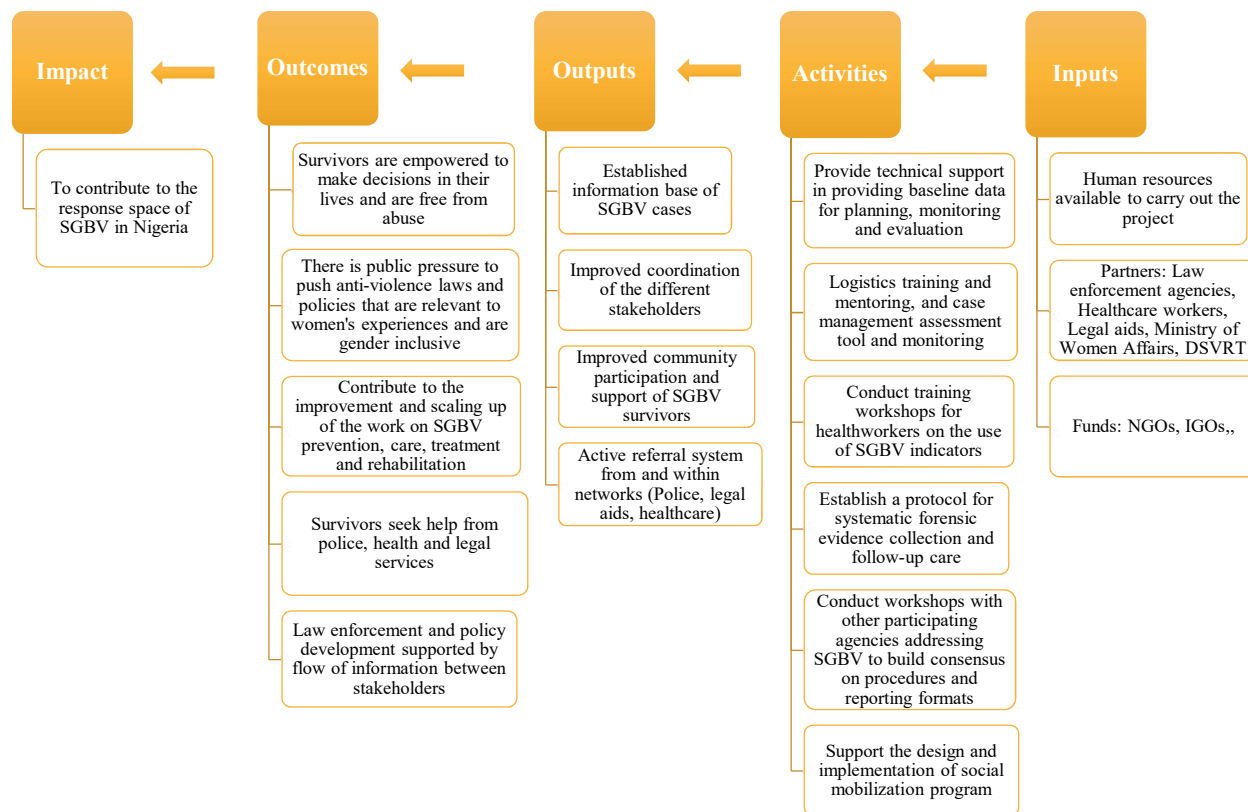 Impact
To contribute to the
response space of
SGBV in Nigeria
Outcomes
Survivors are empowered to
make decisions in their
lives and are free from
abuse
There is public pressure to
push anti-violence laws and
policies that are relevant to
women's experiences and are
gender inclusive
Contribute to the
improvement and scaling up
of the work on SGBV
prevention, care, treatment
and rehabilitation
Survivors seek help from
police, health and legal
services
Law enforcement and policy
development supported by
flow of information between
stakeholders
Outputs
Established
information base of
SGBV cases
Improved coordination
of the different
stakeholders
Improved community
participation and
support of SGBV
survivors
Active referral system
from and within
networks (Police, legal
aids, healthcare)
Activities
Provide technical support
in providing baseline data
for planning, monitoring
and evaluation
Logistics training and
mentoring, and case
management assessment
tool and monitoring
Conduct training
workshops for
healthworkers on the use
of SGBV indicators
Establish a protocol for
systematic forensic
evidence collection and
follow-up care
Conduct workshops with
other participating
agencies addressing
SGBV to build consensus
on procedures and
reporting formats
Support the design and
implementation of social
mobilization program
Inputs
Human resources
available to carry out the
project
Partners: Law
enforcement agencies,
Healthcare workers,
Legal aids, Ministry of
Women Affairs, DSVRT
Funds: NGOs, IGOs,,